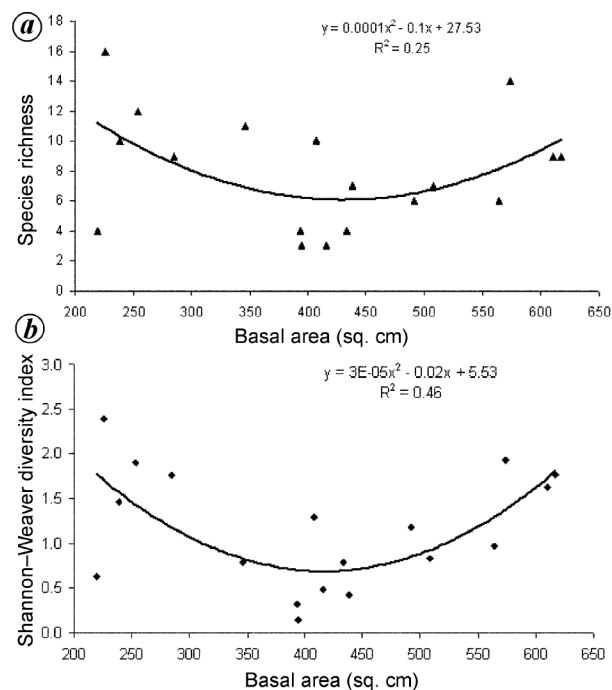 a
y = 0.0001x² - 0.1x + 27.53
R² = 0.25
18
16
14
12
10
8
6
4
2
0
Species richness
200 250 300 350 400 450 500 550 600 650
Basal area (sq. cm)
b
y = 3E-05x² - 0.02x + 5.53
R² = 0.46
3.0
2.5
2.0
1.5
1.0
0.5
0.0
Shannon–Weaver diversity index
200 250 300 350 400 450 500 550 600 650
Basal area (sq. cm)